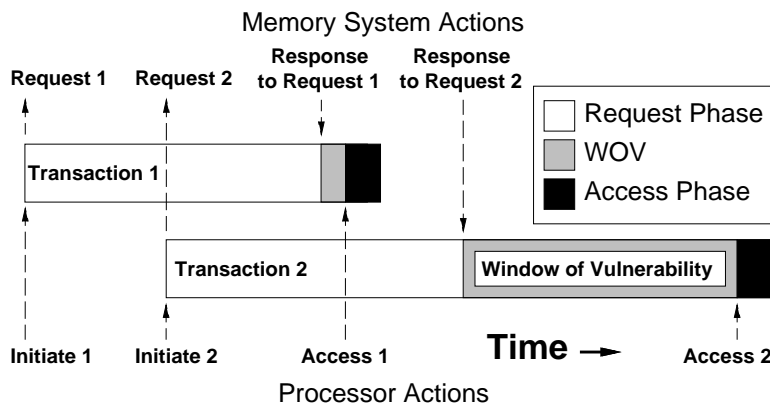 Memory System Actions
Request 1
Request 2
Response
to Request 1
Response
to Request 2
Request Phase
WOV
Access Phase
Transaction 1
Transaction 2
Window of Vulnerability
Initiate 1
Initiate 2
Access 1
Time
Access 2
Processor Actions